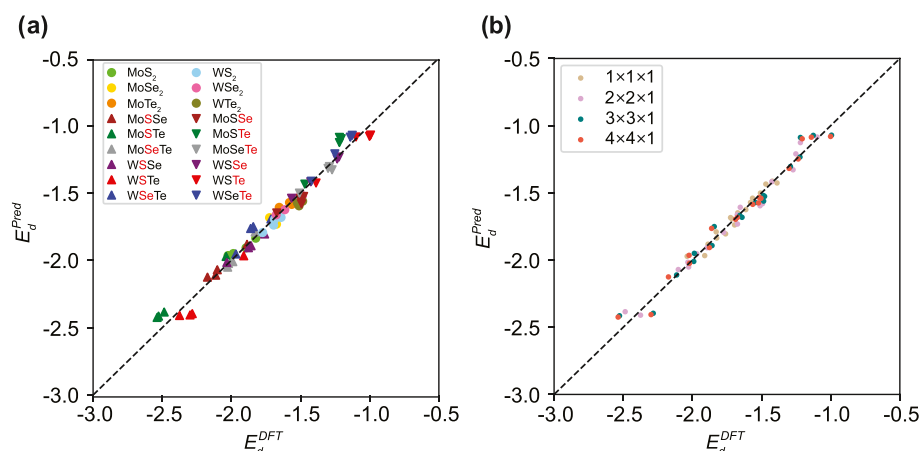 (a)
-0.5
-1.0
-1.5
-2.0
-2.5
-3.0
E_d^Pred
MoS₂ WS₂
MoSe₂ WSe₂
MoTe₂ WTe₂
MoSSe MoSSe
MoSTe MoSTe
MoSeTe MoSeTe
WSSe WSSe
WSTe WSTe
WSeTe WSeTe
-3.0 -2.5 -2.0 -1.5 -1.0 -0.5
E_d^DFT
(b)
-0.5
-1.0
-1.5
-2.0
-2.5
-3.0
E_d^Pred
1×1×1
2×2×1
3×3×1
4×4×1
-3.0 -2.5 -2.0 -1.5 -1.0 -0.5
E_d^DFT